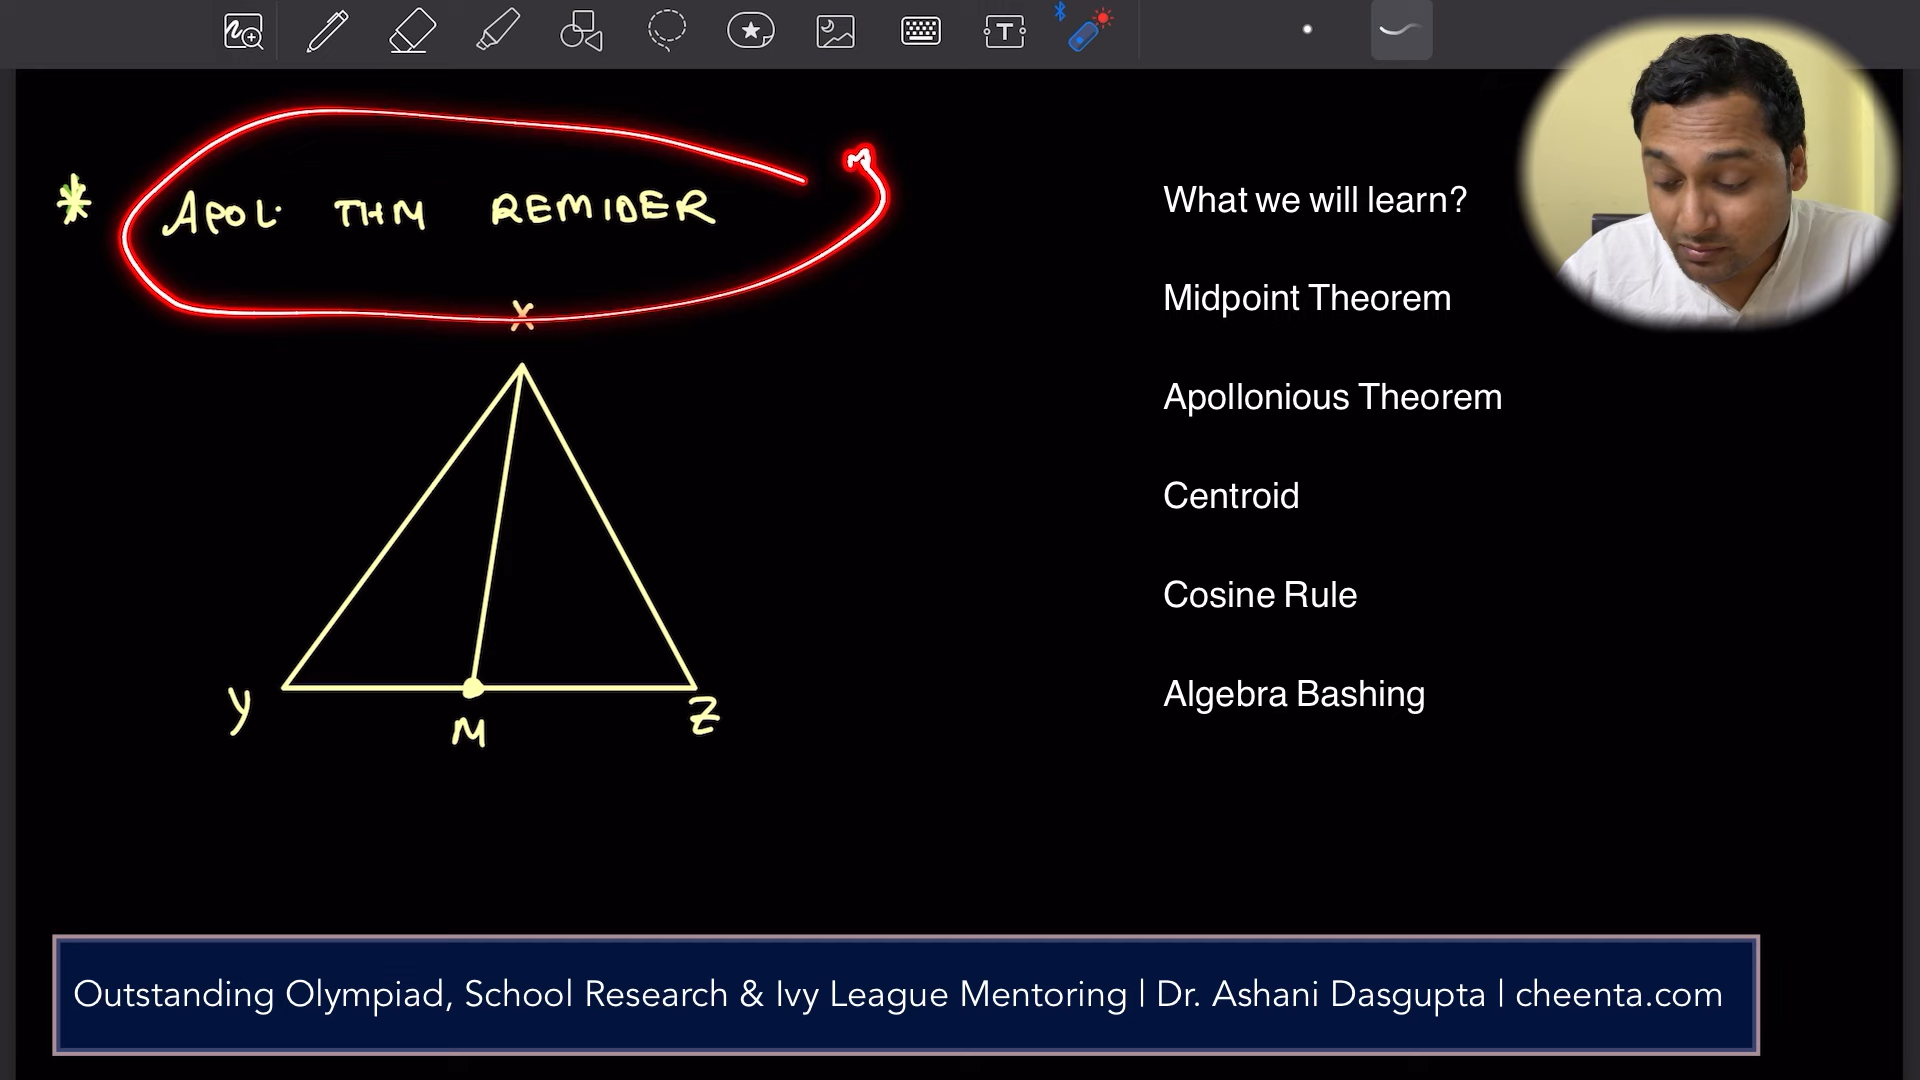 * APOL. THM REMIDER
X
Y
M
Z
What we will learn?
Midpoint Theorem
Apollonious Theorem
Centroid
Cosine Rule
Algebra Bashing
Outstanding Olympiad, School Research & Ivy League Mentoring | Dr. Ashani Dasgupta | cheenta.com